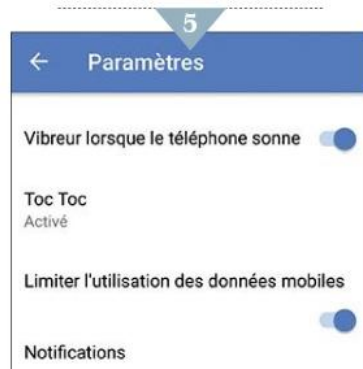 5
Paramètres
Vibreur lorsque le téléphone sonne
Toc Toc
Activé
Limiter l'utilisation des données mobiles
Notifications